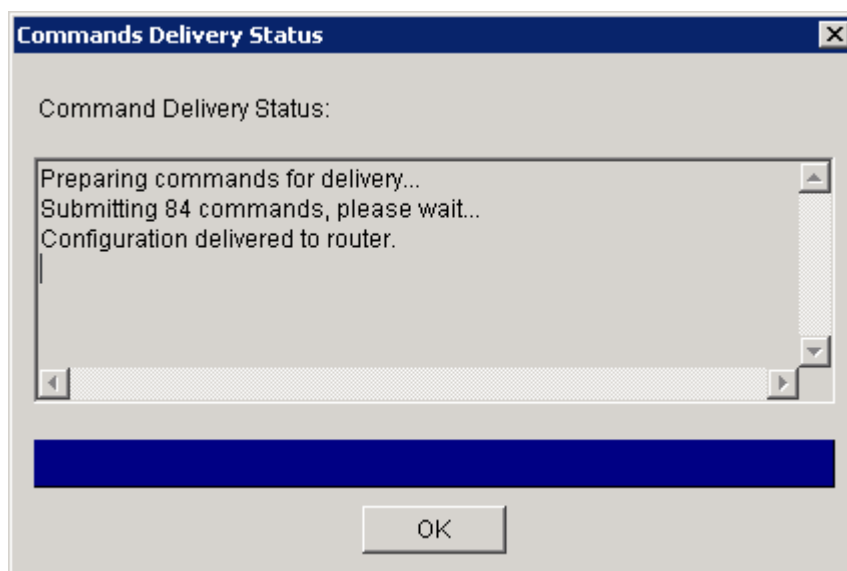 Commands Delivery Status
Command Delivery Status:
Preparing commands for delivery...
Submitting 84 commands, please wait...
Configuration delivered to router.
OK